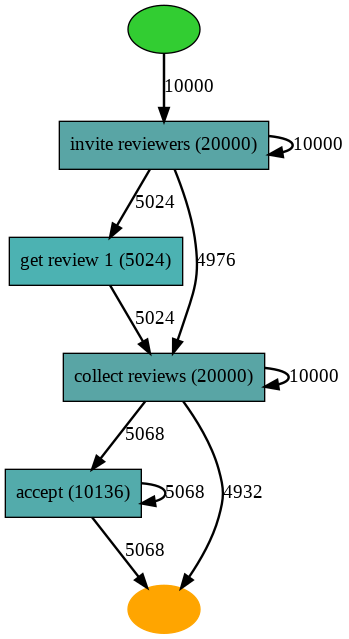 10000
invite reviewers (20000)
10000
5024
get review 1 (5024)
4976
5024
collect reviews (20000)
10000
5068
accept (10136)
5068
4932
5068